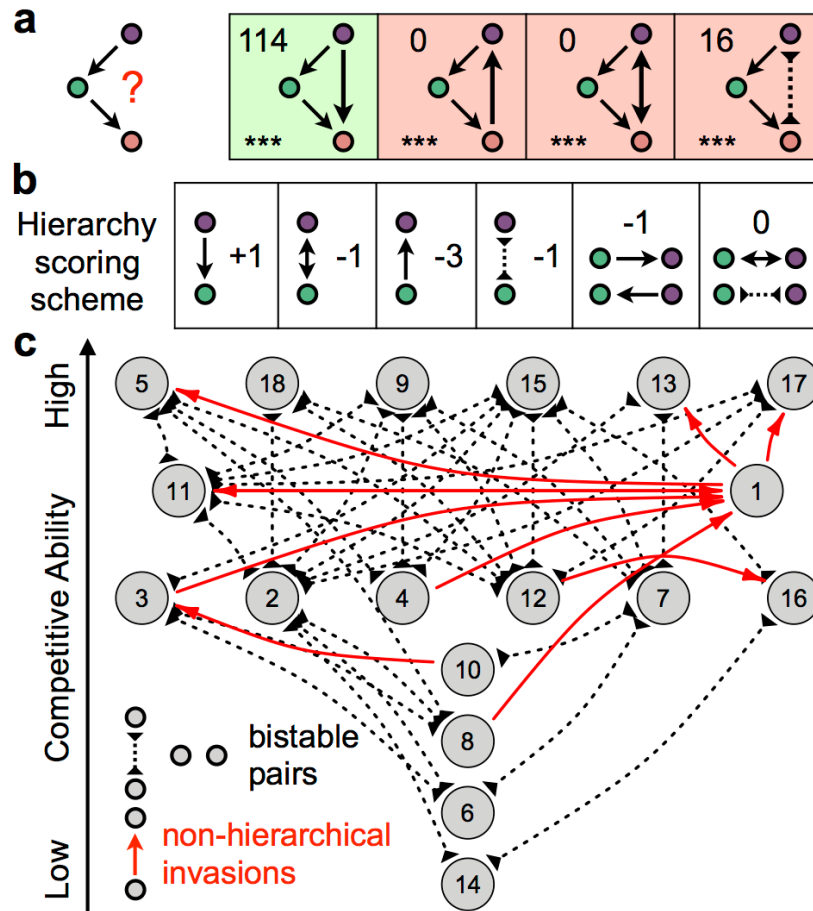 a
114 0 0 16
?
*** *** *** ***
b
Hierarchy
scoring
scheme
+1 -1 -3 -1 -1 0
c
High
Competitive Ability
Low
5 18 9 15 13 17
11 1
3 2 4 12 7 16
10
8
6
14
bistable
pairs
non-hierarchical
invasions